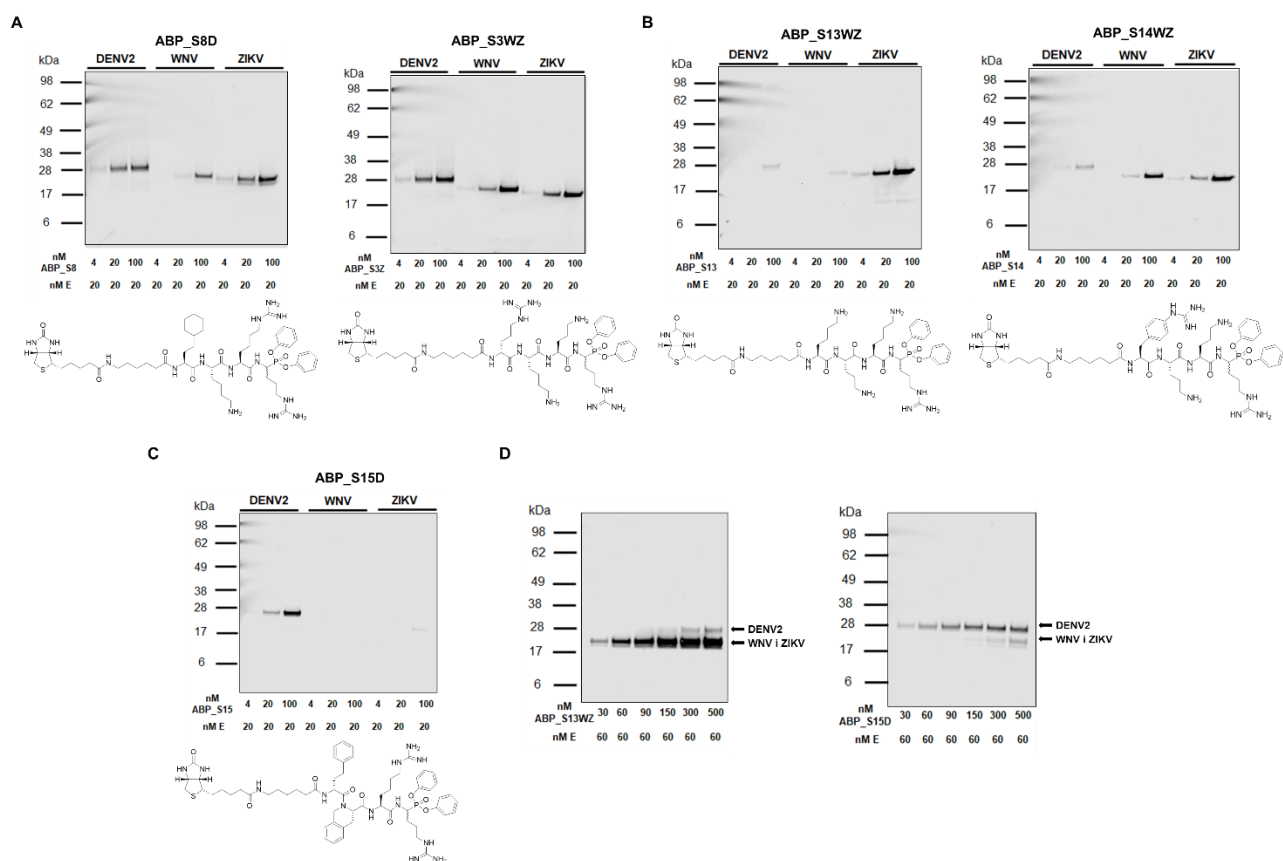 A
ABP_S8D
DENV2 WNV ZIKV
kDa
98
62
49
38
28
17
6
nM
ABP_S8
4 20 100 4 20 100 4 20 100
nM E 20 20 20 20 20 20 20 20 20
ABP_S3WZ
DENV2 WNV ZIKV
kDa
98
62
49
38
28
17
6
nM
ABP_S3Z
4 20 100 4 20 100 4 20 100
nM E 20 20 20 20 20 20 20 20 20
B
ABP_S13WZ
DENV2 WNV ZIKV
kDa
98
62
49
38
28
17
6
nM
ABP_S13
4 20 100 4 20 100 4 20 100
nM E 20 20 20 20 20 20 20 20 20
ABP_S14WZ
DENV2 WNV ZIKV
kDa
98
62
49
38
28
17
6
nM
ABP_S14
4 20 100 4 20 100 4 20 100
nM E 20 20 20 20 20 20 20 20 20
C
ABP_S15D
DENV2 WNV ZIKV
kDa
98
62
49
38
28
17
6
nM
ABP_S15
4 20 100 4 20 100 4 20 100
nM E 20 20 20 20 20 20 20 20 20
D
kDa
98
62
49
38
28
17
6
DENV2
WNV i ZIKV
nM
ABP_S13WZ
30 60 90 150 300 500
nM E 60 60 60 60 60 60
kDa
98
62
49
38
28
17
6
DENV2
WNV i ZIKV
nM
ABP_S15D
30 60 90 150 300 500
nM E 60 60 60 60 60 60